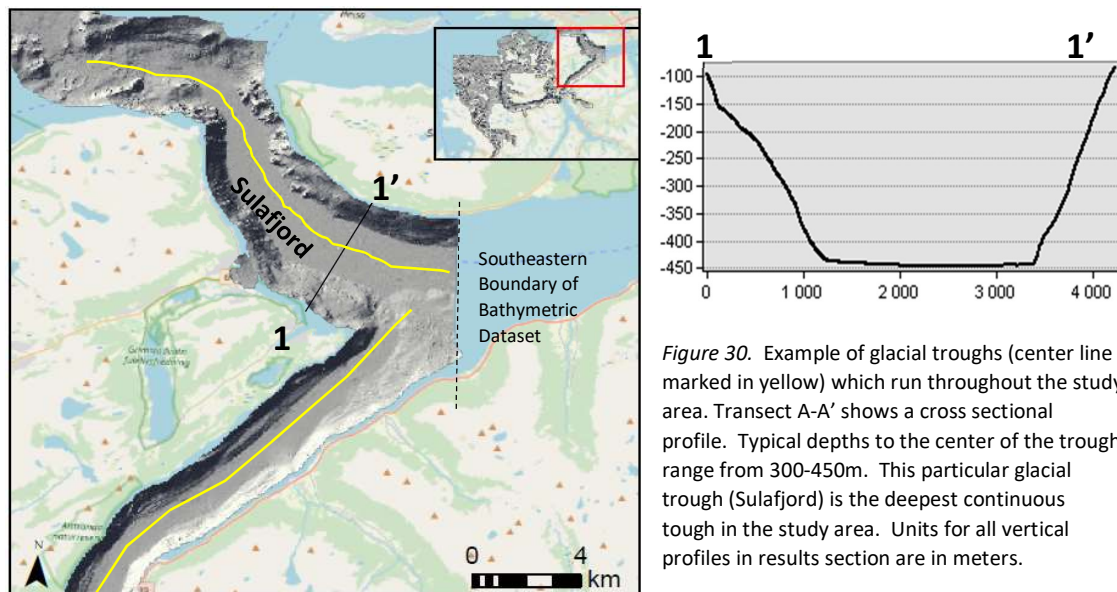 Sulafjord
1'
1
Southeastern
Boundary of
Bathymetric
Dataset
N
0 4
km
1 1'
-100
-150
-200
-250
-300
-350
-400
-450
0 1 000 2 000 3 000 4 000
Figure 30. Example of glacial troughs (center line
marked in yellow) which run throughout the study
area. Transect A-A' shows a cross sectional
profile. Typical depths to the center of the trough
range from 300-450m. This particular glacial
trough (Sulafjord) is the deepest continuous
tough in the study area. Units for all vertical
profiles in results section are in meters.